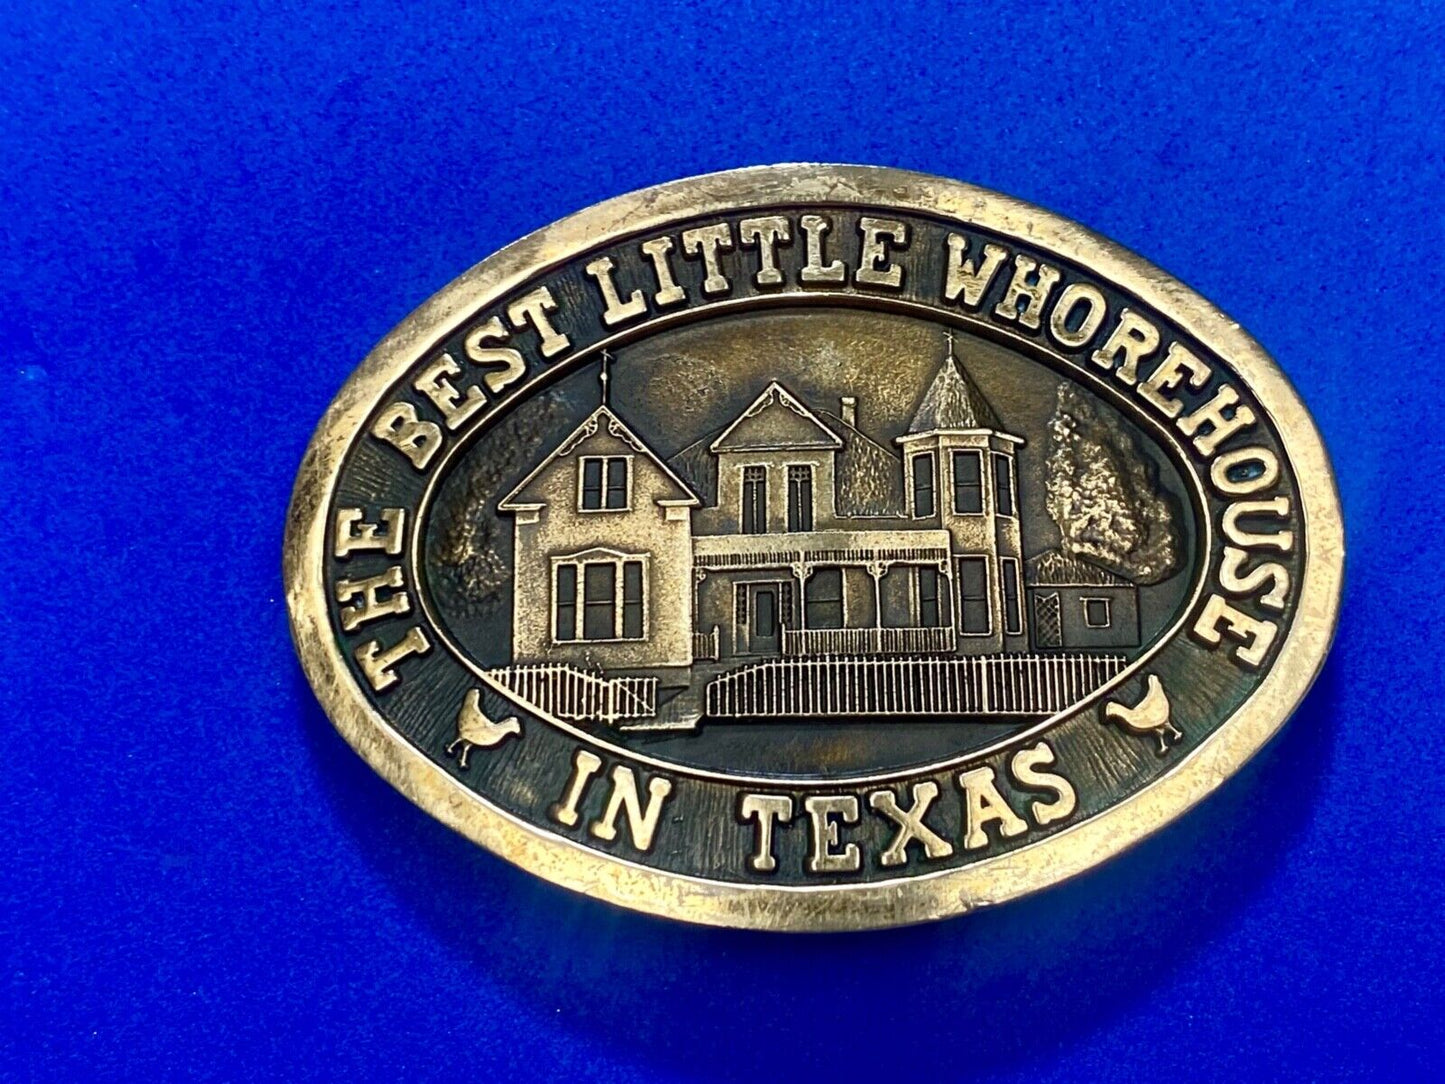 THE BEST LITTLE WHOREHOUSE
IN TEXAS